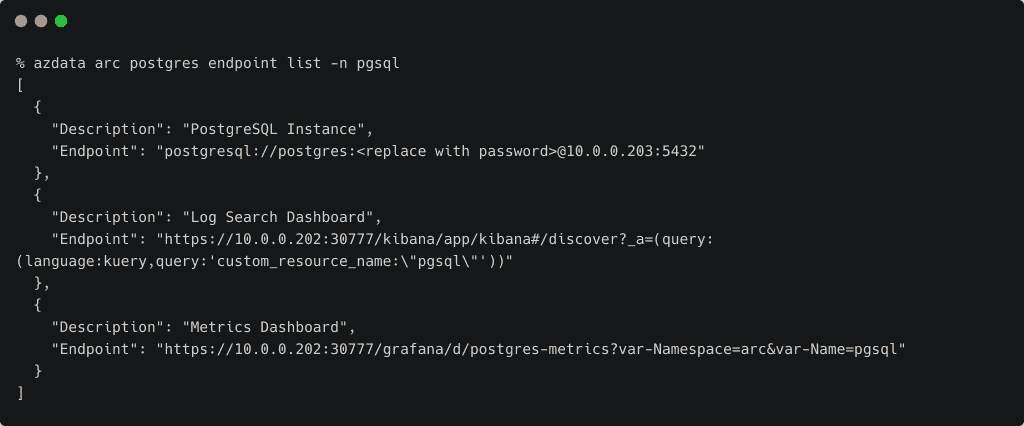 % azdata arc postgres endpoint list -n pgsql
[
  {
    "Description": "PostgreSQL Instance",
    "Endpoint": "postgresql://postgres:<replace with password>@10.0.0.203:5432"
  },
  {
    "Description": "Log Search Dashboard",
    "Endpoint": "https://10.0.0.202:30777/kibana/app/kibana#/discover?_a=(query:
(language:kuery,query:'custom_resource_name:\"pgsql\"'))"
  },
  {
    "Description": "Metrics Dashboard",
    "Endpoint": "https://10.0.0.202:30777/grafana/d/postgres-metrics?var-Namespace=arc&var-Name=pgsql"
  }
]